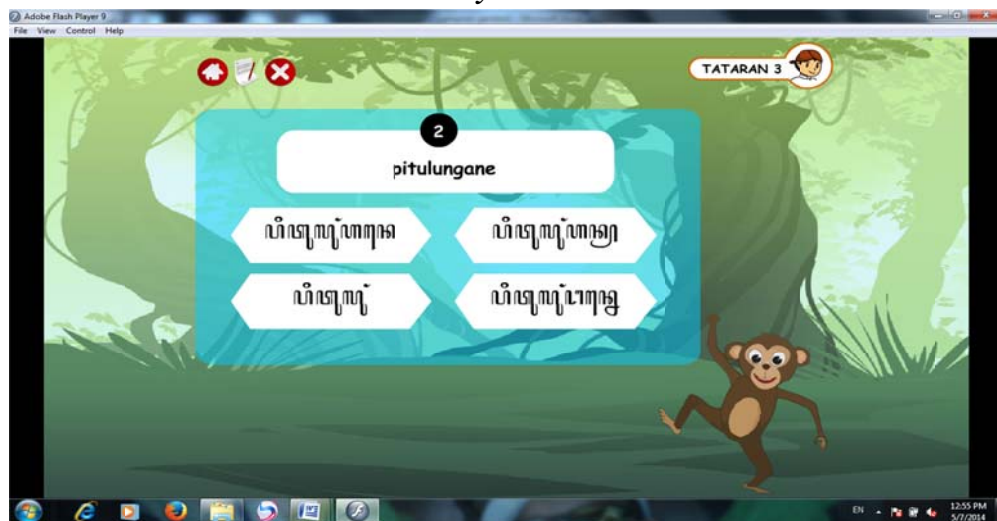 Adobe Flash Player 9
File View Control Help
TATARAN 3
2
pitulungane
ꦥꦶꦠꦸꦭꦸꦁꦲꦤꦺ
ꦥꦶꦠꦸꦭꦸꦁ
EN
12:55 PM
5/7/2014